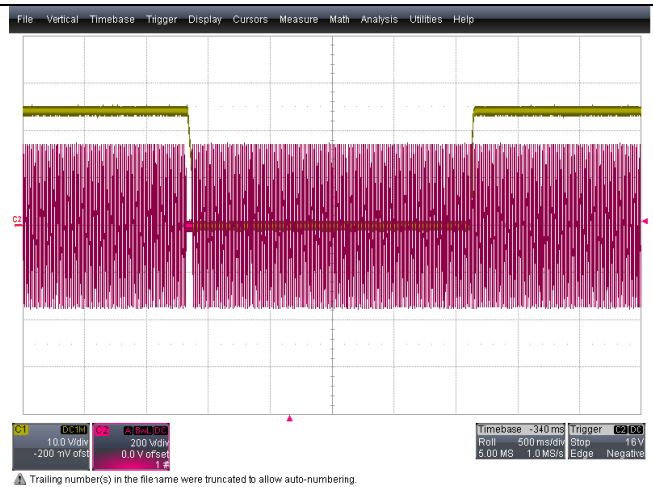 File Vertical Timebase Trigger Display Cursors Measure Math Analysis Utilities Help
C2
C1 DC1M
10.0 V/div
-200 mV ofst
C2 A BwL DC
200 V/div
0.0 V ofset
1 #
Timebase -340 ms
Roll 500 ms/div
5.00 MS 1.0 MS/s
Trigger C2 DC
Stop 16 V
Edge Negative
Trailing number(s) in the filename were truncated to allow auto-numbering.